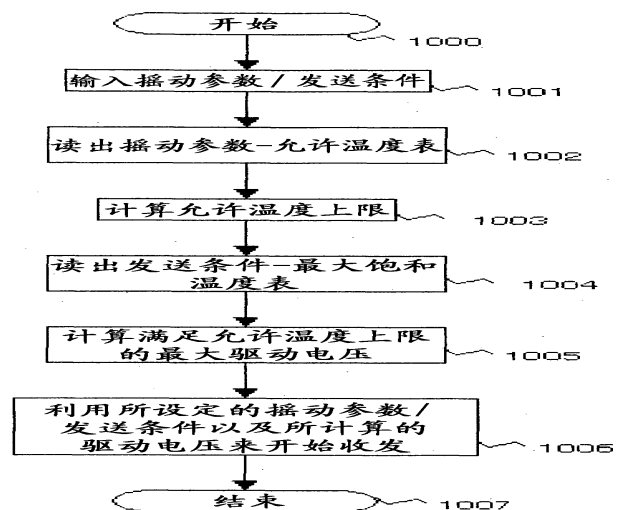 开始
1000
输入摇动参数/发送条件
1001
读出摇动参数-允许温度表
1002
计算允许温度上限
1003
读出发送条件-最大饱和
温度表
1004
计算满足允许温度上限
的最大驱动电压
1005
利用所设定的摇动参数/
发送条件以及所计算的
驱动电压来开始收发
1006
结束
1007